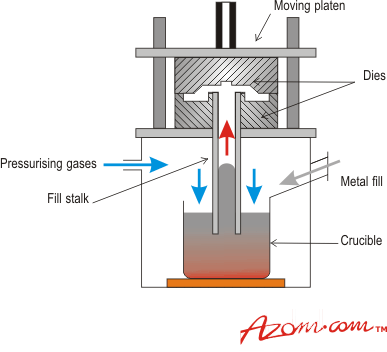 Moving platen
Dies
Pressurising gases
Metal fill
Fill stalk
Crucible
Azom.com™